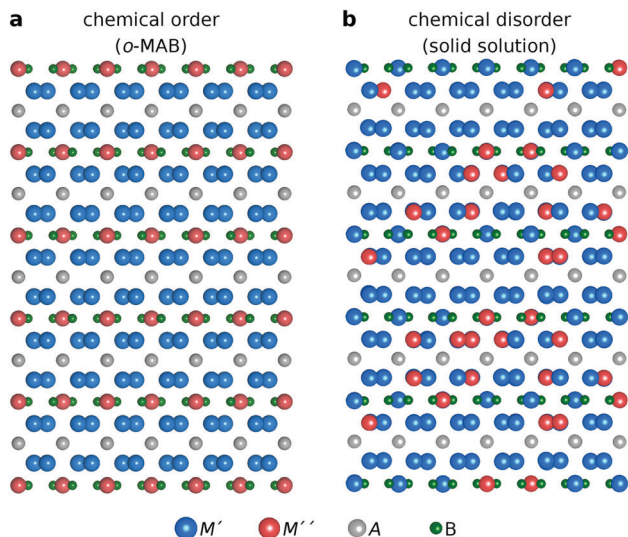 a
chemical order
(o-MAB)
b
chemical disorder
(solid solution)
M′ M′′ A B